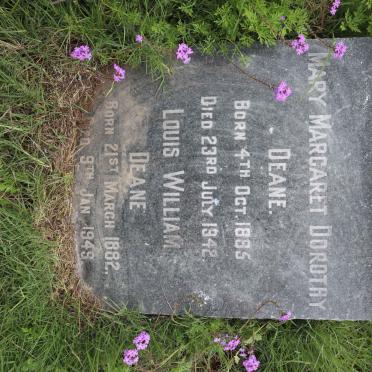 MARY MARGARET DOROTHY
DEANE.
BORN 4TH OCT. 1885
DIED 23RD JULY 1942
LOUIS WILLIAM
DEANE
BORN 21ST MARCH 1882.
9TH JAN 1949